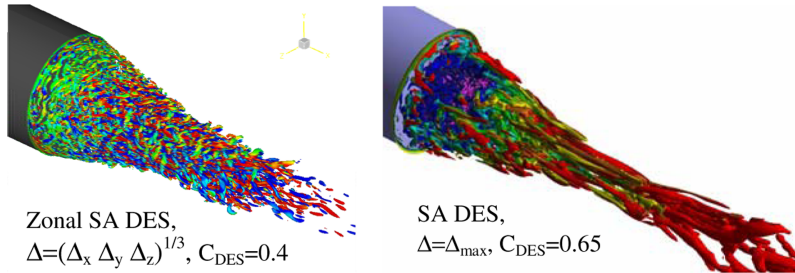 Zonal SA DES,
Δ=(Δx Δy Δz)1/3, CDES=0.4
SA DES,
Δ=Δmax, CDES=0.65